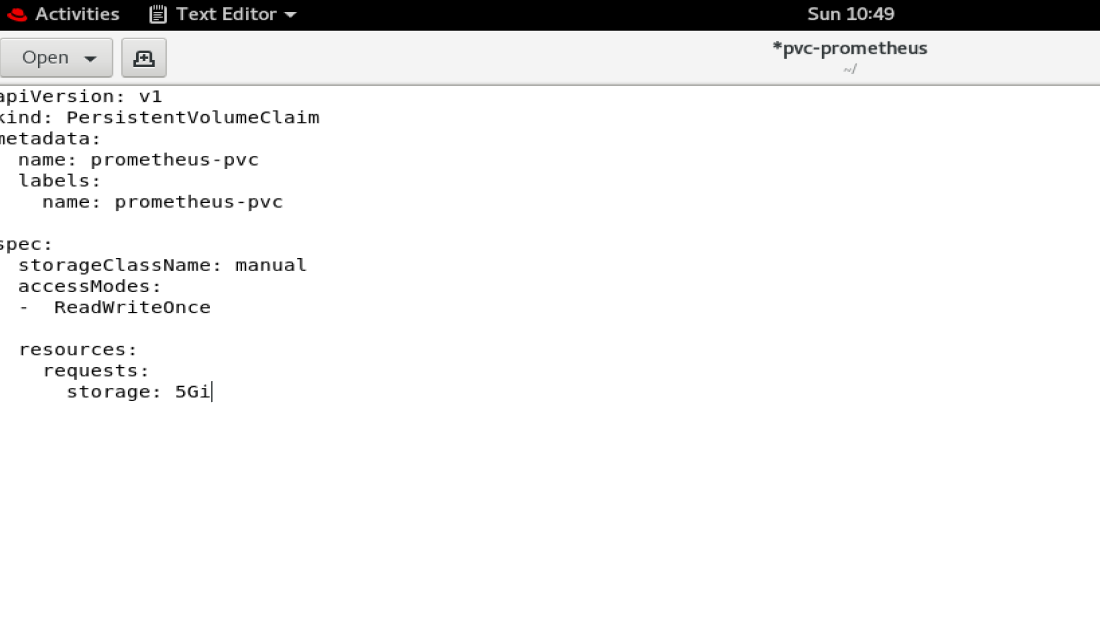 Activities Text Editor Sun 10:49
Open *pvc-prometheus
~/
apiVersion: v1
kind: PersistentVolumeClaim
metadata:
  name: prometheus-pvc
  labels:
    name: prometheus-pvc

spec:
  storageClassName: manual
  accessModes:
  -  ReadWriteOnce

  resources:
    requests:
      storage: 5Gi